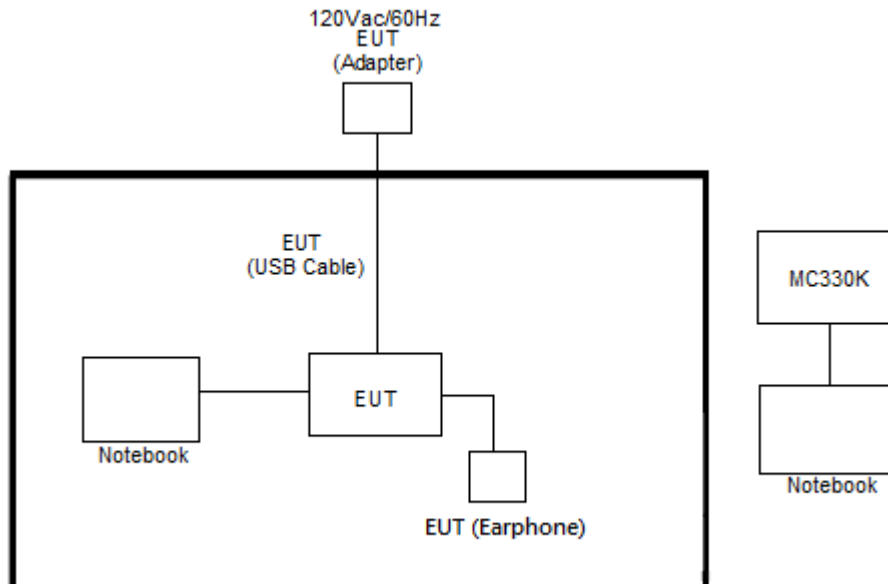 120Vac/60Hz
EUT
(Adapter)
EUT
(USB Cable)
MC330K
EUT
Notebook
Notebook
EUT (Earphone)